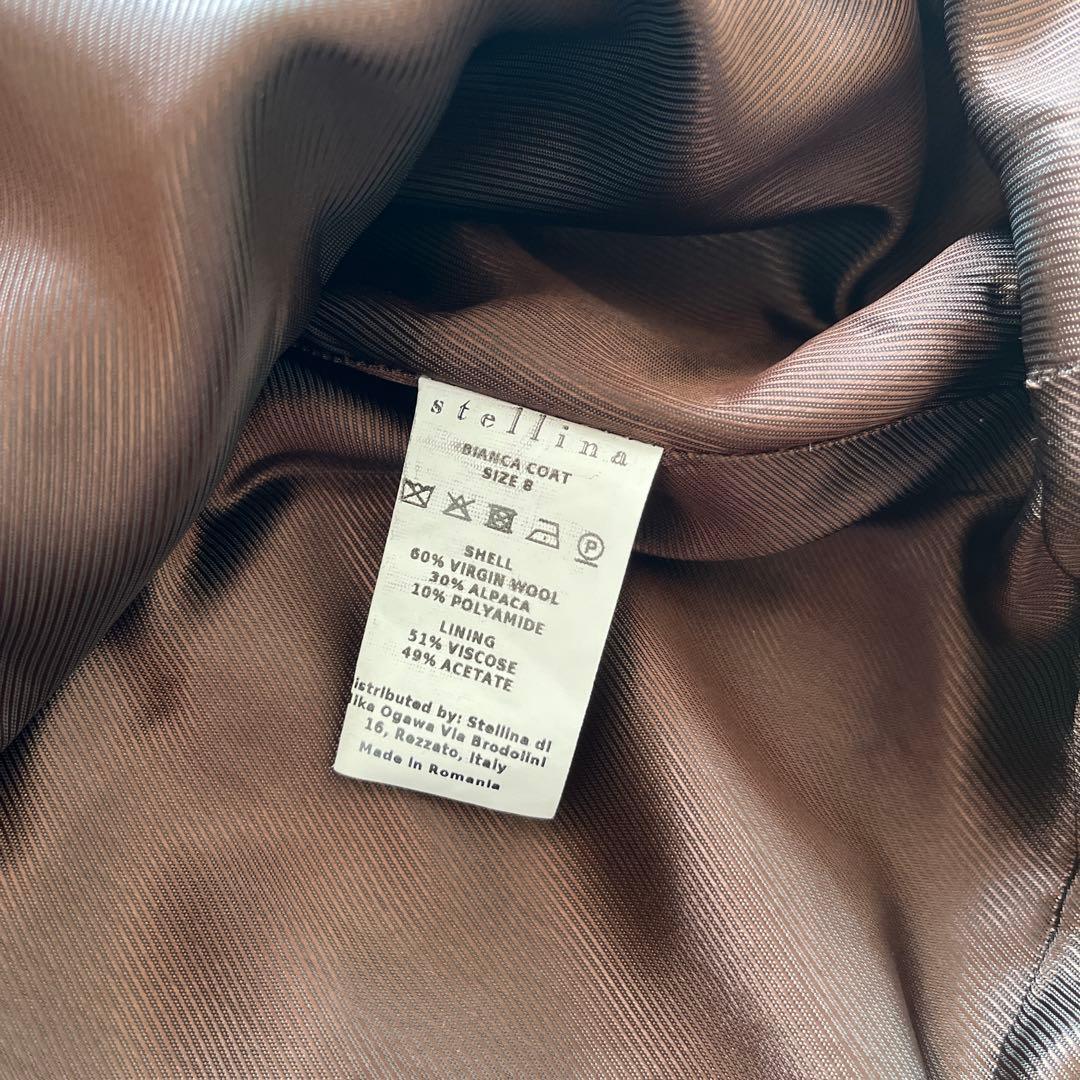 stellina
BIANCA COAT
SIZE 8
P
SHELL
60% VIRGIN WOOL
30% ALPACA
10% POLYAMIDE
LINING
51% VISCOSE
49% ACETATE
istributed by: Stellina di
ika Ogawa Via Brodolini
16, Rezzato, Italy
Made in Romania